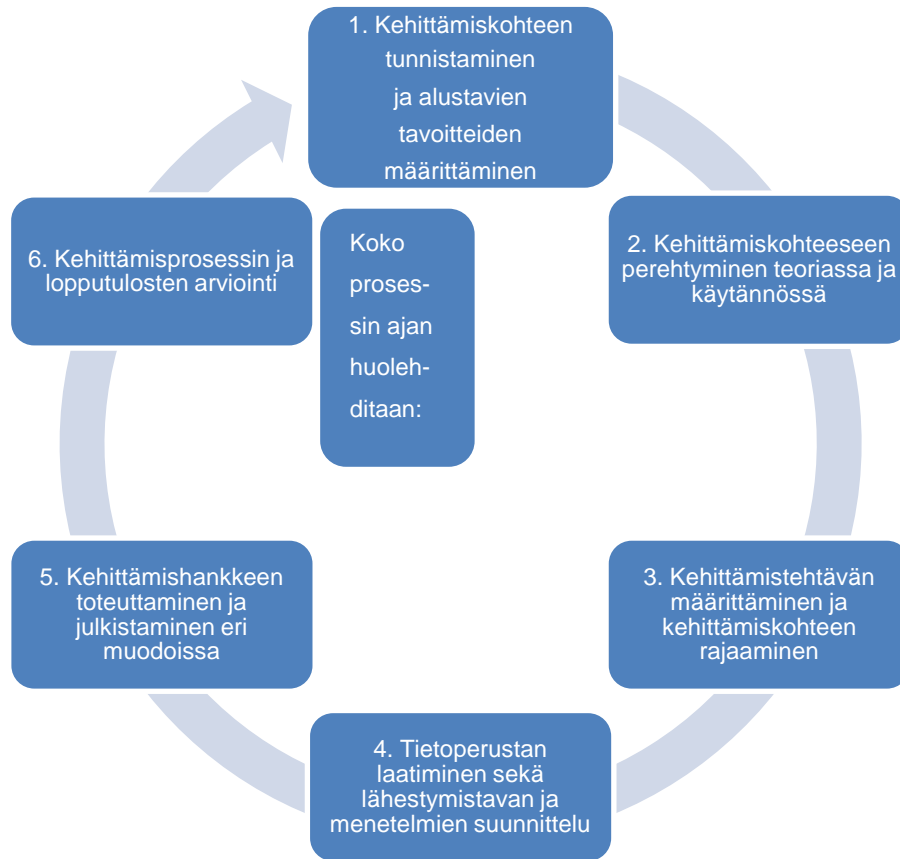 1. Kehittämiskohteen
tunnistaminen
ja alustavien
tavoitteiden
määrittäminen
2. Kehittämiskohteeseen
perehtyminen teoriassa ja
käytännössä
3. Kehittämistehtävän
määrittäminen ja
kehittämiskohteen
rajaaminen
4. Tietoperustan
laatiminen sekä
lähestymistavan ja
menetelmien suunnittelu
5. Kehittämishankkeen
toteuttaminen ja
julkistaminen eri
muodoissa
6. Kehittämisprosessin ja
lopputulosten arviointi
Koko
proses-
sin ajan
huoleh-
ditaan: